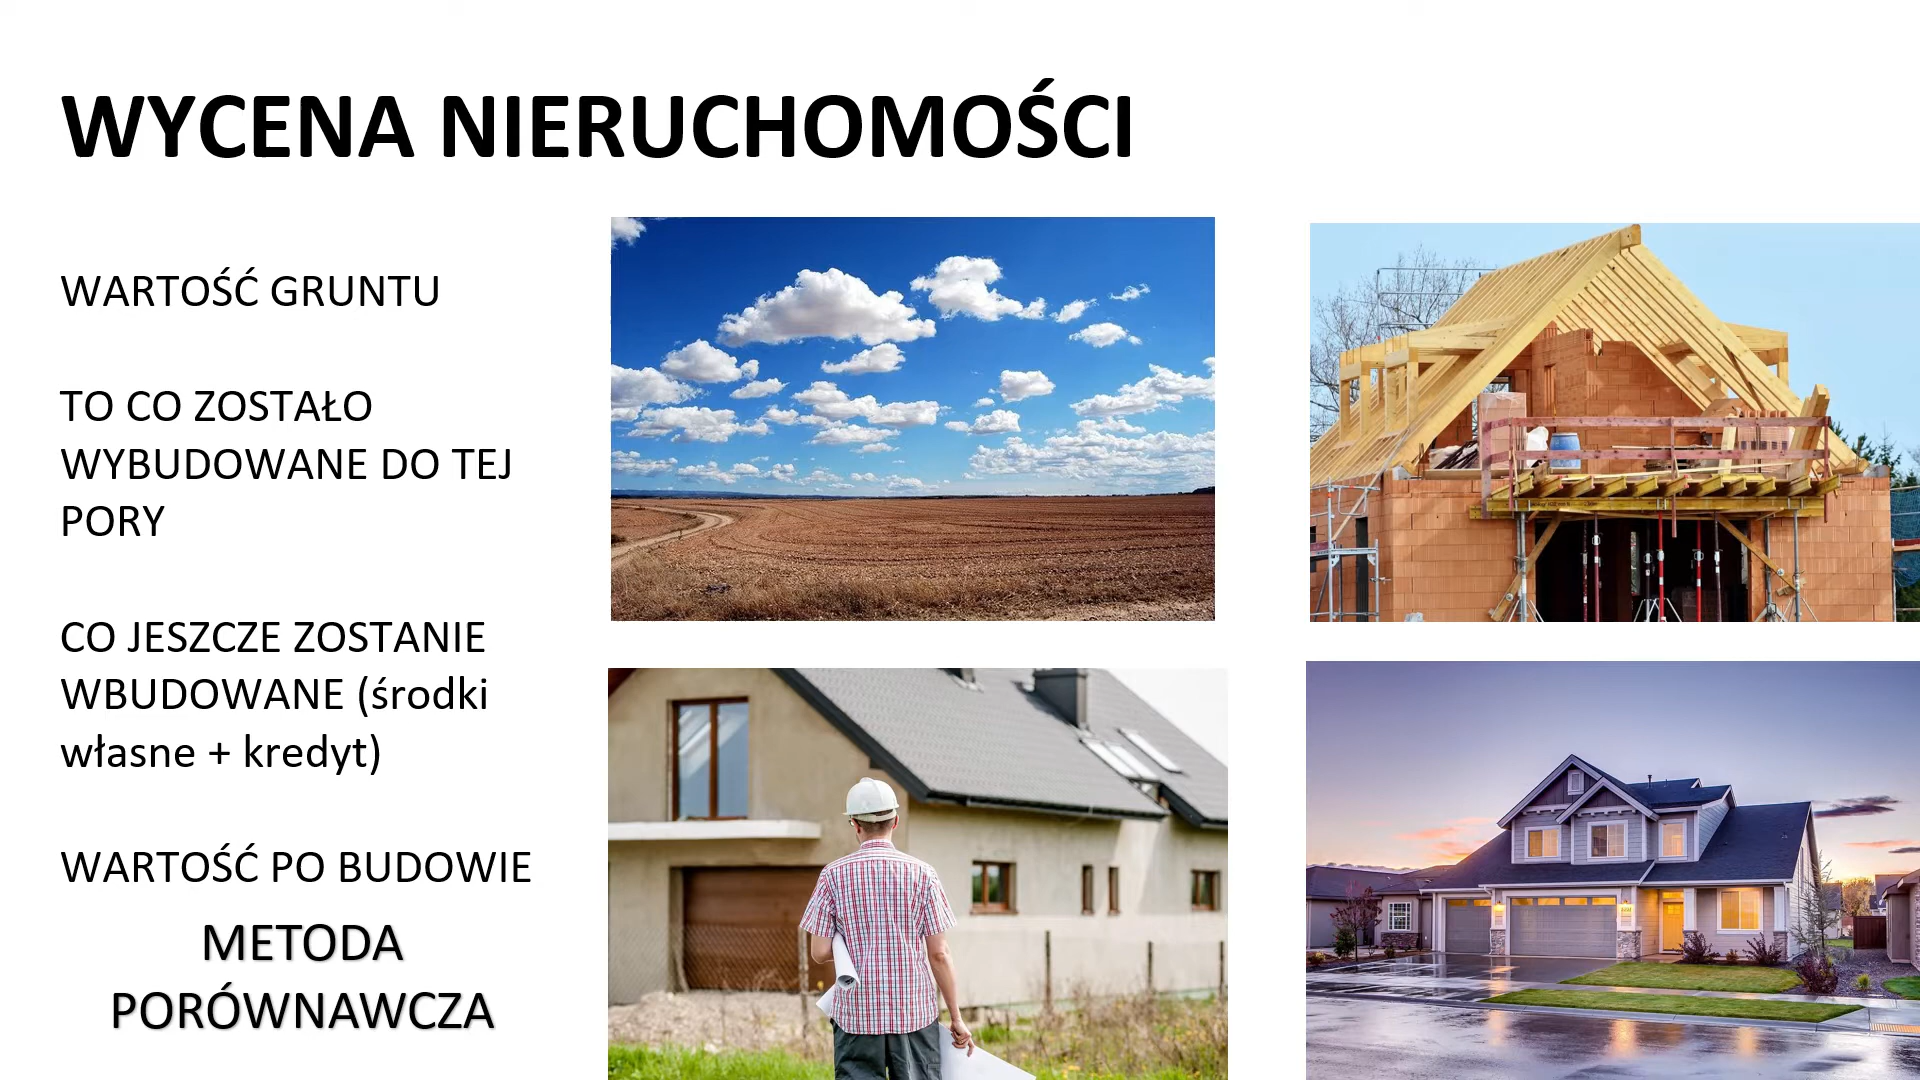 WYCENA NIERUCHOMOŚCI
WARTOŚĆ GRUNTU
TO CO ZOSTAŁO
WYBUDOWANE DO TEJ
PORY
CO JESZCZE ZOSTANIE
WBUDOWANE (środki
własne + kredyt)
WARTOŚĆ PO BUDOWIE
METODA
PORÓWNAWCZA